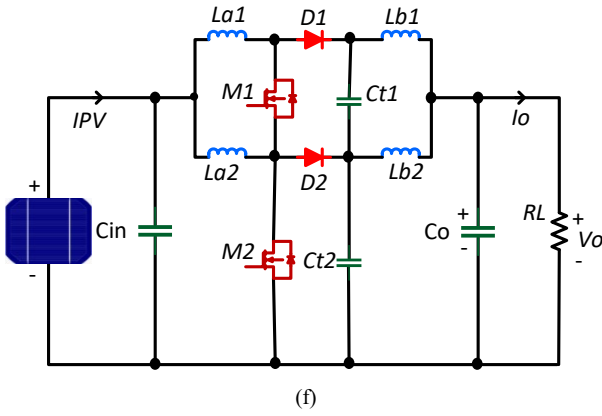 La1 D1 Lb1
M1 Ct1
IPV Io
La2 D2 Lb2
+ RL +
Cin M2 Ct2 Co + - Vo
- -
(f)